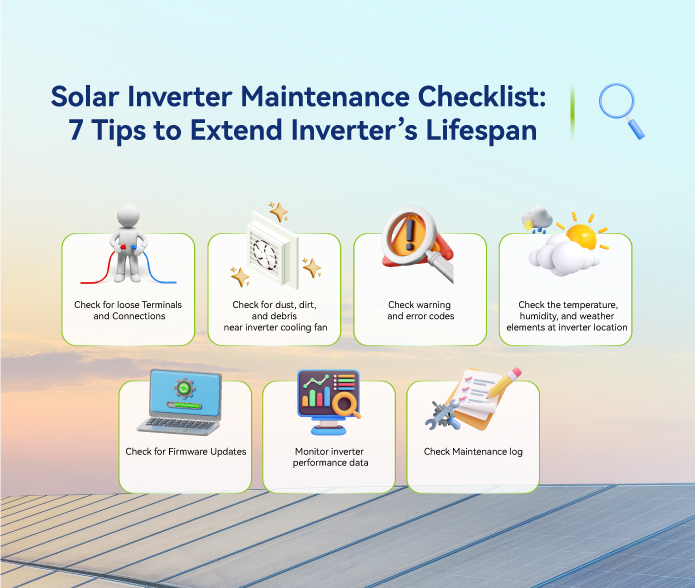 Solar Inverter Maintenance Checklist:
7 Tips to Extend Inverter’s Lifespan
Check for loose Terminals
and Connections
Check for dust, dirt,
and debris
near inverter cooling fan
Check warning
and error codes
Check the temperature,
humidity, and weather
elements at inverter location
Check for Firmware Updates
Monitor inverter
performance data
Check Maintenance log